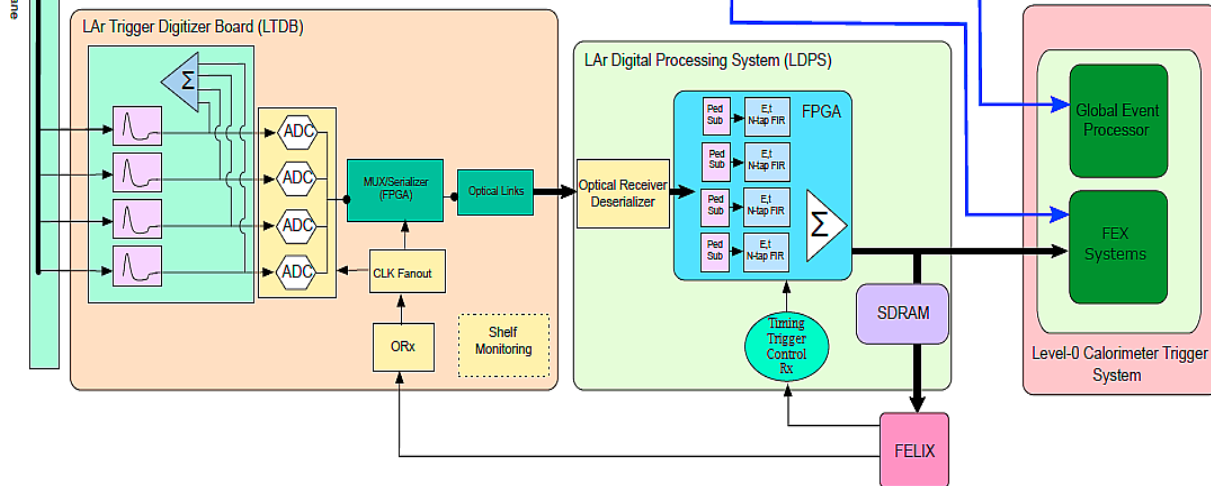 ane
LAr Trigger Digitizer Board (LTDB)
Σ
ADC
ADC
ADC
ADC
MUX/Serializer
(FPGA)
Optical Links
CLK Fanout
ORx
Shelf
Monitoring
LAr Digital Processing System (LDPS)
Optical Receiver
Deserializer
FPGA
Ped
Sub
E,t
N-tap FIR
Ped
Sub
E,t
N-tap FIR
Ped
Sub
E,t
N-tap FIR
Ped
Sub
E,t
N-tap FIR
Σ
Timing
Trigger
Control
Rx
SDRAM
FELIX
Global Event
Processor
FEX
Systems
Level-0 Calorimeter Trigger
System